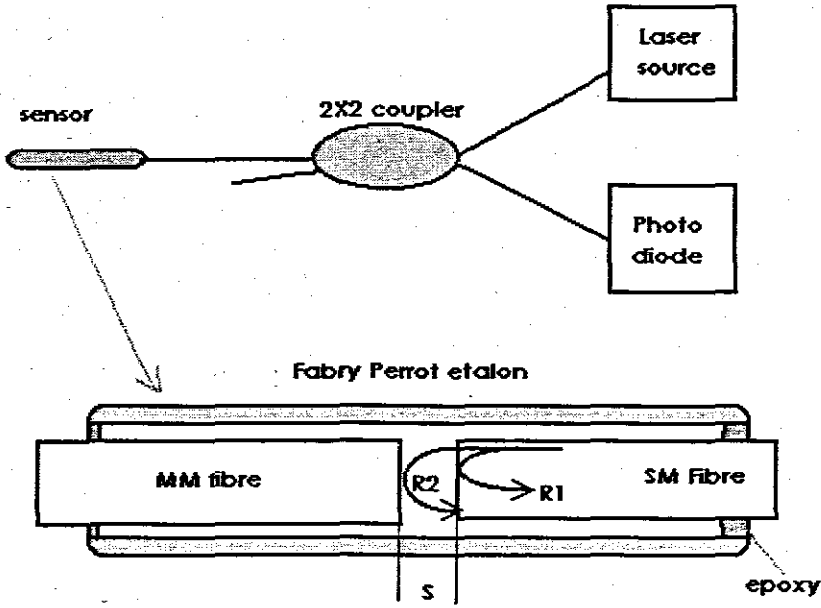 Laser
source
sensor
2X2 coupler
Photo
diode
Fabry Perrot etalon
MM fibre
R2
R1
SM Fibre
S
epoxy